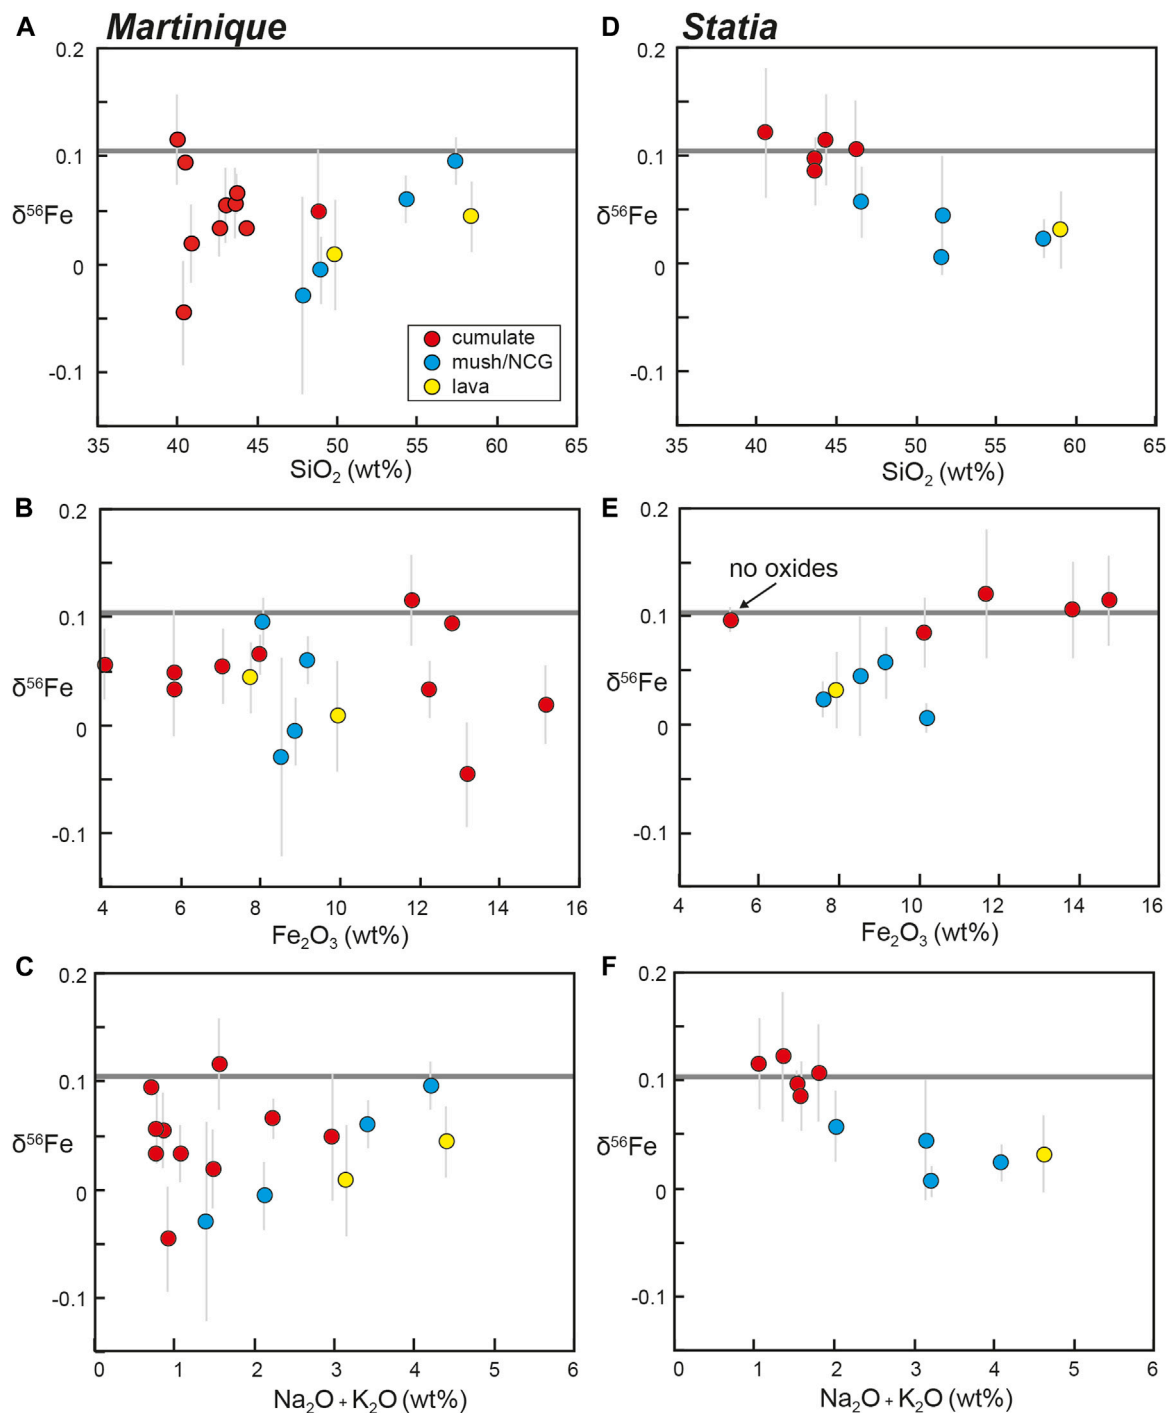 A Martinique
0.2
0.1
δ⁵⁶Fe
0
-0.1
cumulate
mush/NCG
lava
35 40 45 50 55 60 65
SiO₂ (wt%)
D Statia
0.2
0.1
δ⁵⁶Fe
0
-0.1
35 40 45 50 55 60 65
SiO₂ (wt%)
B
0.2
0.1
δ⁵⁶Fe
0
-0.1
4 6 8 10 12 14 16
Fe₂O₃ (wt%)
E
0.2
no oxides
0.1
δ⁵⁶Fe
0
-0.1
4 6 8 10 12 14 16
Fe₂O₃ (wt%)
C
0.2
0.1
δ⁵⁶Fe
0
-0.1
0 1 2 3 4 5 6
Na₂O + K₂O (wt%)
F
0.2
0.1
δ⁵⁶Fe
0
-0.1
0 1 2 3 4 5 6
Na₂O + K₂O (wt%)